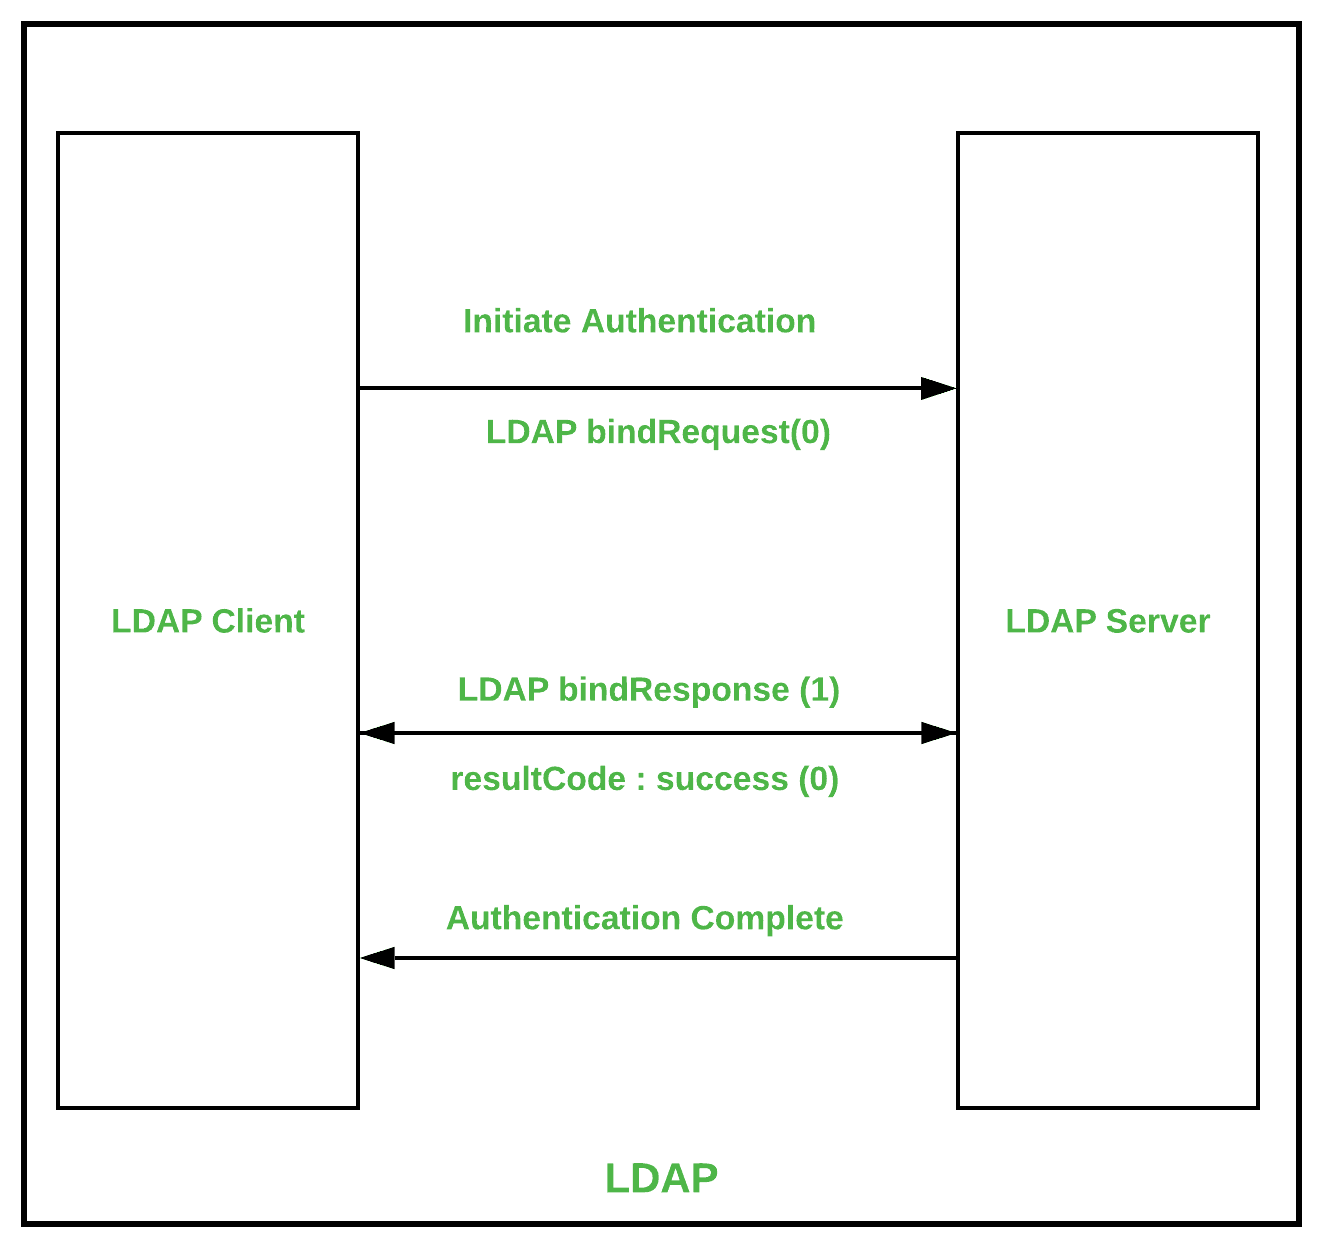 Initiate Authentication
LDAP bindRequest(0)
LDAP Client
LDAP Server
LDAP bindResponse (1)
resultCode : success (0)
Authentication Complete
LDAP